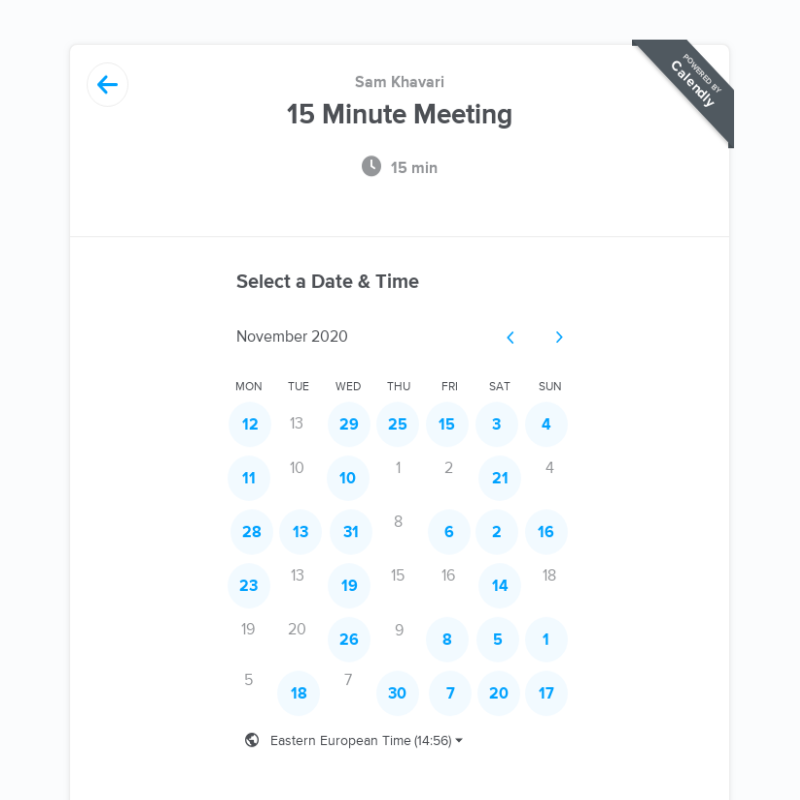 POWERED BY
Calendly
Sam Khavari
15 Minute Meeting
15 min
Select a Date & Time
November 2020
MON TUE WED THU FRI SAT SUN
12 13 29 25 15 3 4
11 10 10 1 2 21 4
28 13 31 8 6 2 16
23 13 19 15 16 14 18
19 20 26 9 8 5 1
5 18 7 30 7 20 17
Eastern European Time (14:56)